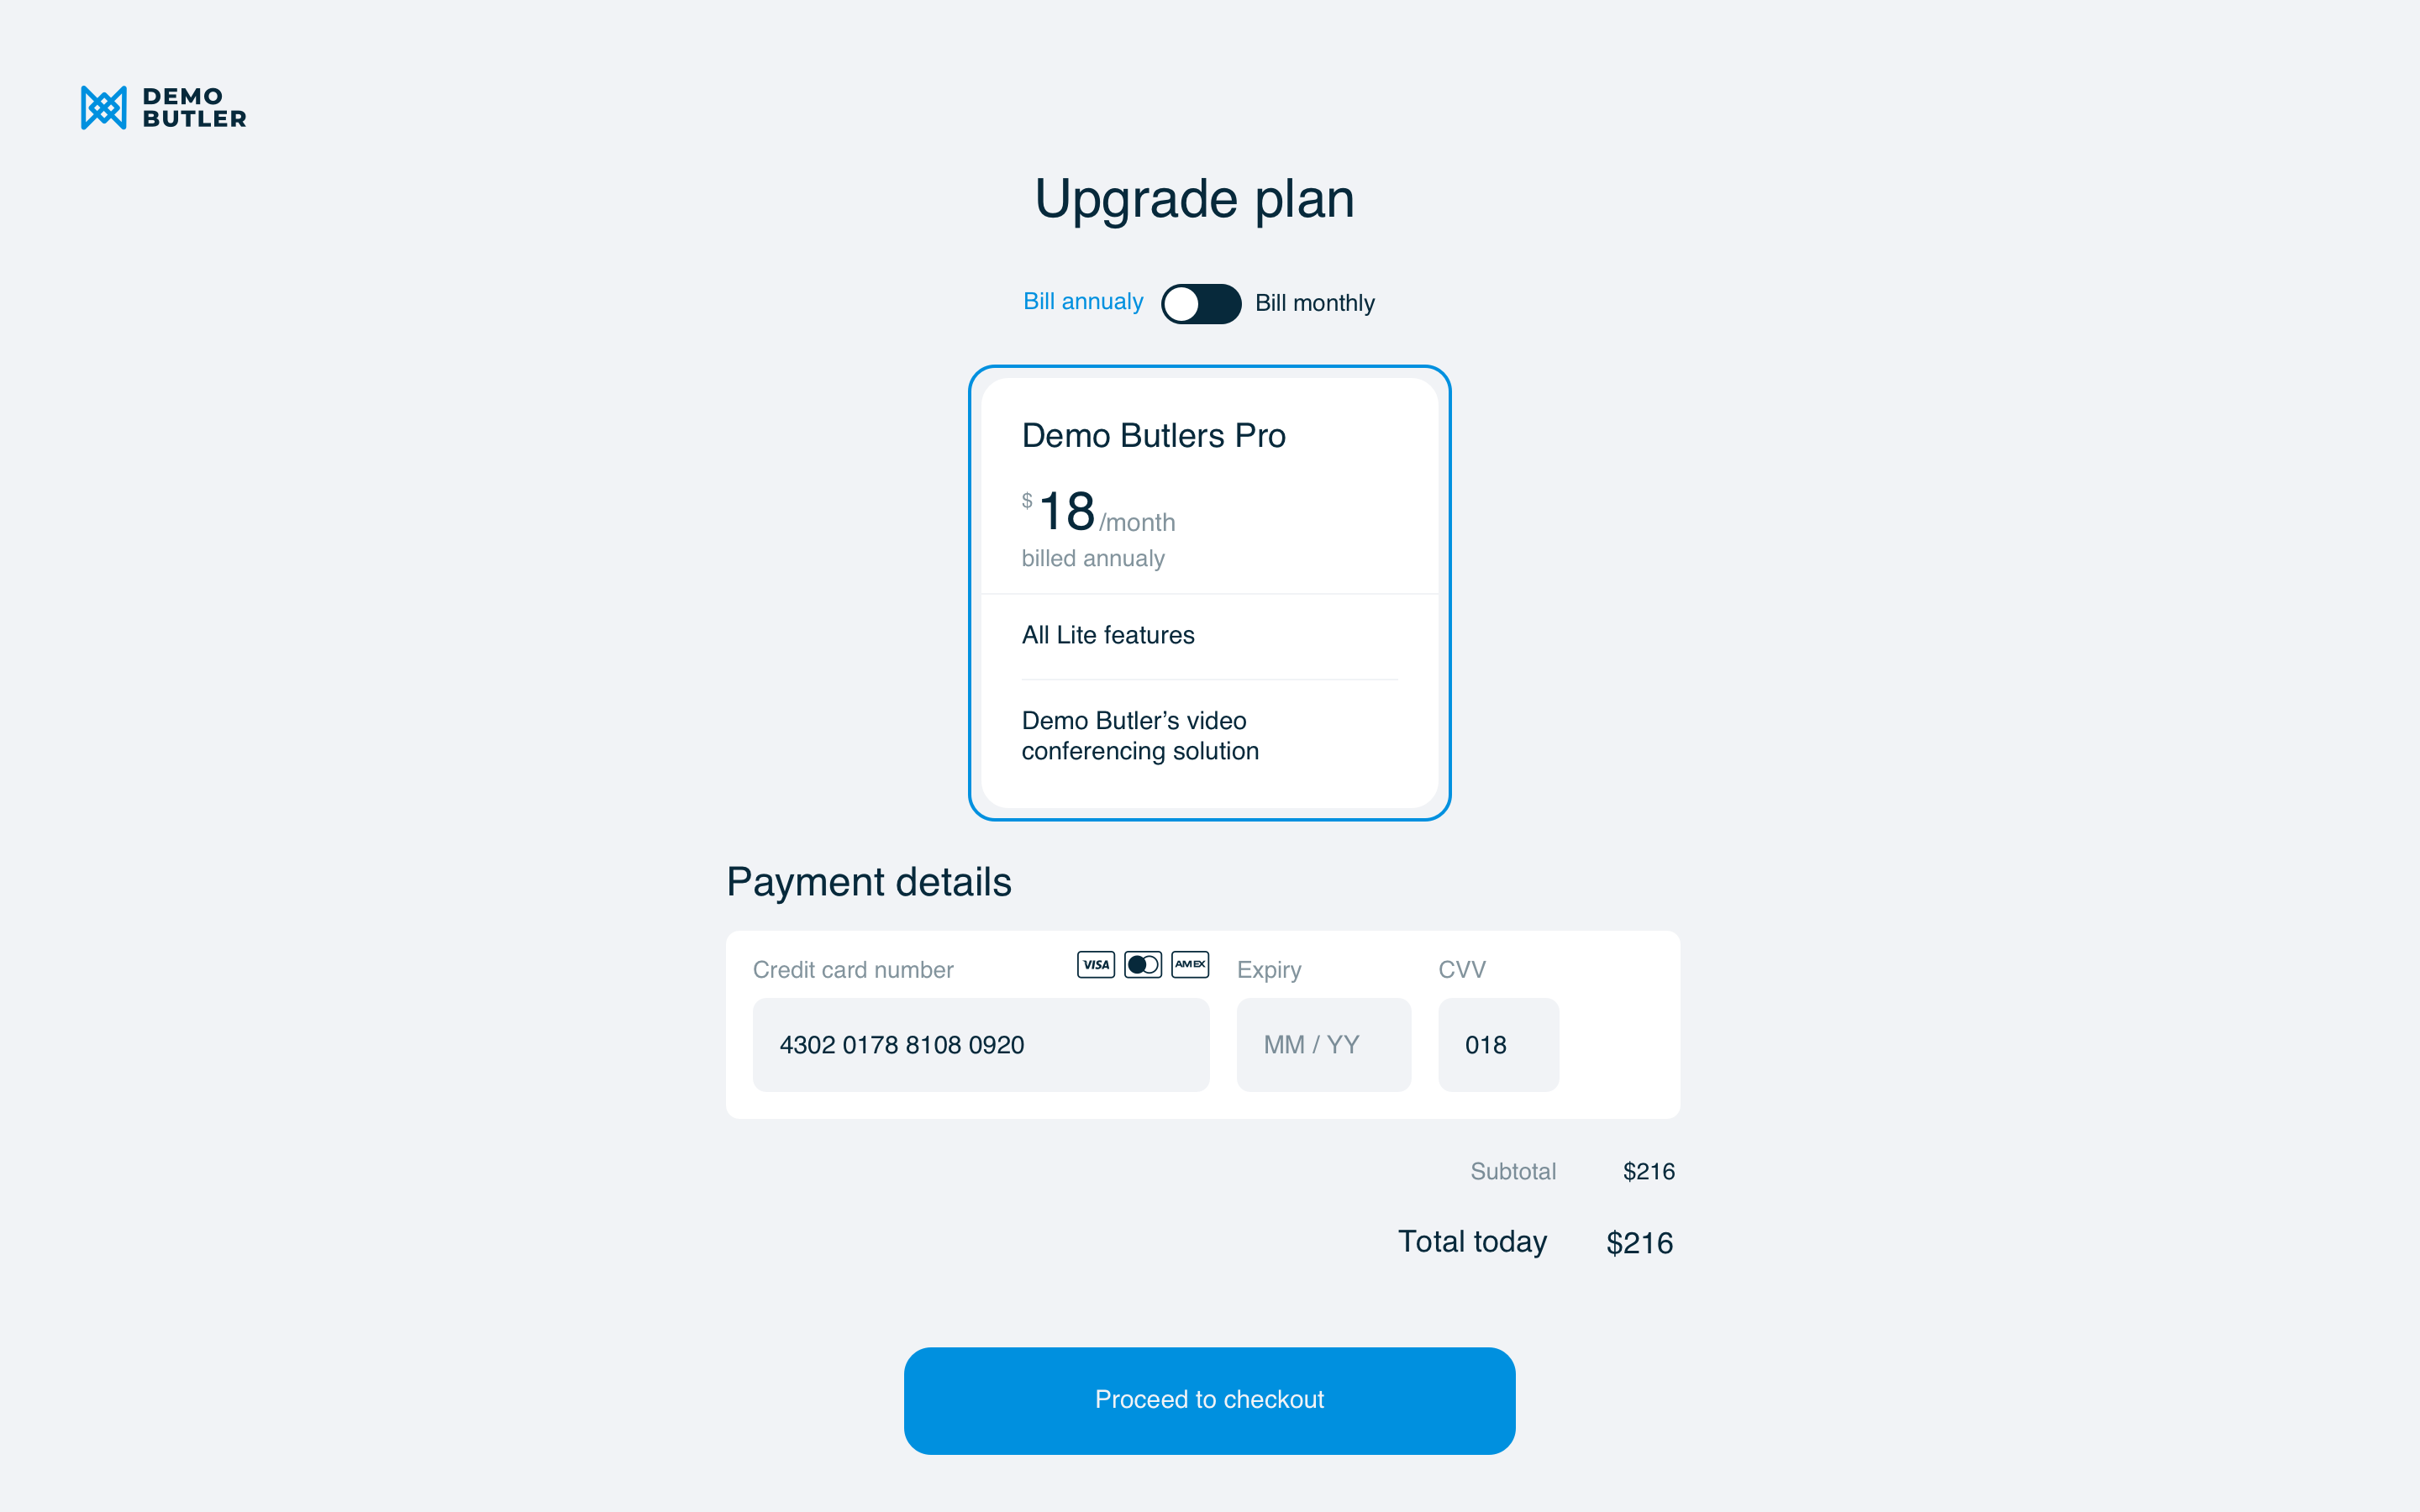 DEMO
BUTLER
Upgrade plan
Bill annualy Bill monthly
Demo Butlers Pro
$18/month
billed annualy
All Lite features
Demo Butler’s video
conferencing solution
Payment details
Credit card number VISA AMEX Expiry CVV
4302 0178 8108 0920 MM / YY 018
Subtotal $216
Total today $216
Proceed to checkout